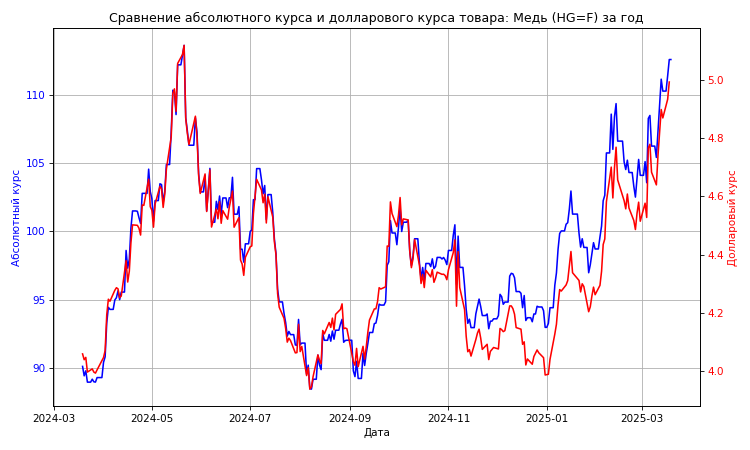 Сравнение абсолютного курса и долларового курса товара: Медь (HG=F) за год
Абсолютный курс
110
105
100
95
90
5.0
4.8
4.6
4.4
4.2
4.0
Долларовый курс
2024-03 2024-05 2024-07 2024-09 2024-11 2025-01 2025-03
Дата